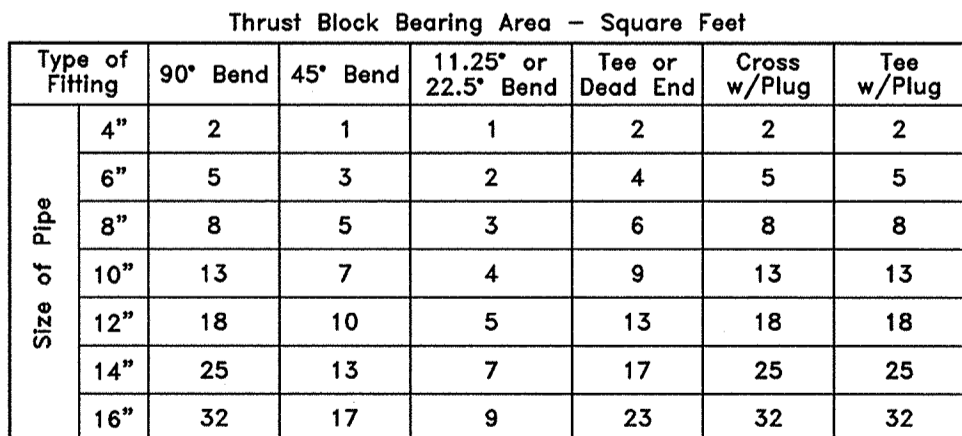 Thrust Block Bearing Area – Square Feet
Type of Fitting 90° Bend 45° Bend 11.25° or 22.5° Bend Tee or Dead End Cross w/Plug Tee w/Plug
Size of Pipe
4" 2 1 1 2 2 2
6" 5 3 2 4 5 5
8" 8 5 3 6 8 8
10" 13 7 4 9 13 13
12" 18 10 5 13 18 18
14" 25 13 7 17 25 25
16" 32 17 9 23 32 32